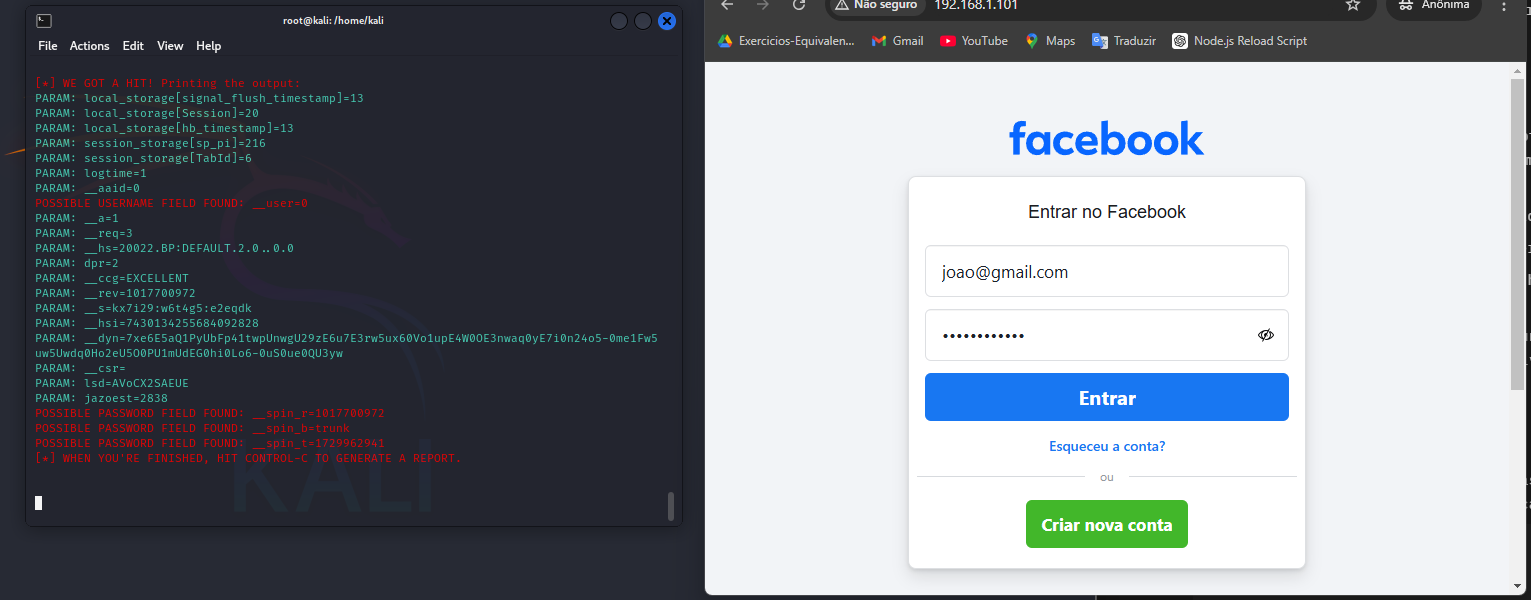 root@kali: /home/kali
File Actions Edit View Help
[*] WE GOT A HIT! Printing the output:
PARAM: local_storage[signal_flush_timestamp]=13
PARAM: local_storage[Session]=20
PARAM: local_storage[hb_timestamp]=13
PARAM: session_storage[sp_pi]=216
PARAM: session_storage[TabId]=6
PARAM: logtime=1
PARAM: __aaid=0
POSSIBLE USERNAME FIELD FOUND: __user=0
PARAM: __a=1
PARAM: __req=3
PARAM: __hs=20022.BP:DEFAULT.2.0..0.0
PARAM: dpr=2
PARAM: __ccg=EXCELLENT
PARAM: __rev=1017700972
PARAM: __s=kx7i29:w6t4g5:e2eqdk
PARAM: __hsi=7430134255684092828
PARAM: __dyn=7xe6E5aQ1PyUbFp41twpUnwgU29zE6u7E3rw5ux60Vo1upE4W0OE3nwaq0yE7i0n24o5-0me1Fw5
uw5Uwdq0Ho2eU5O0PU1mUdEG0hi0Lo6-0uS0ue0QU3yw
PARAM: __csr=
PARAM: lsd=AVoCX2SAEUE
PARAM: jazoest=2838
POSSIBLE PASSWORD FIELD FOUND: __spin_r=1017700972
POSSIBLE PASSWORD FIELD FOUND: __spin_b=trunk
POSSIBLE PASSWORD FIELD FOUND: __spin_t=1729962941
[*] WHEN YOU'RE FINISHED, HIT CONTROL-C TO GENERATE A REPORT.
KALI
Não seguro 192.168.1.101 Anônima
Exercicios-Equivalen... Gmail YouTube Maps Traduzir Node.js Reload Script
facebook
Entrar no Facebook
joao@gmail.com
••••••••••••
Entrar
Esqueceu a conta?
ou
Criar nova conta